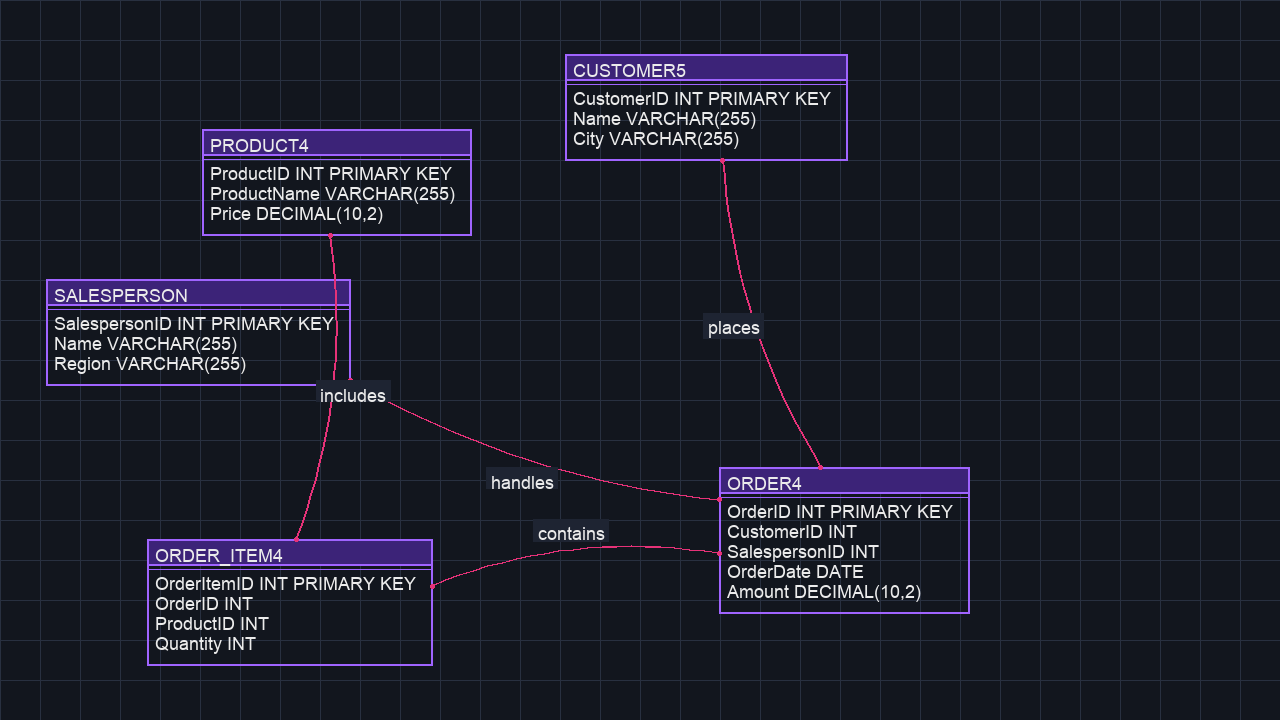 CUSTOMER5
CustomerID INT PRIMARY KEY
Name VARCHAR(255)
City VARCHAR(255)
PRODUCT4
ProductID INT PRIMARY KEY
ProductName VARCHAR(255)
Price DECIMAL(10,2)
SALESPERSON
SalespersonID INT PRIMARY KEY
Name VARCHAR(255)
Region VARCHAR(255)
places
includes
handles
contains
ORDER4
OrderID INT PRIMARY KEY
CustomerID INT
SalespersonID INT
OrderDate DATE
Amount DECIMAL(10,2)
ORDER_ITEM4
OrderItemID INT PRIMARY KEY
OrderID INT
ProductID INT
Quantity INT